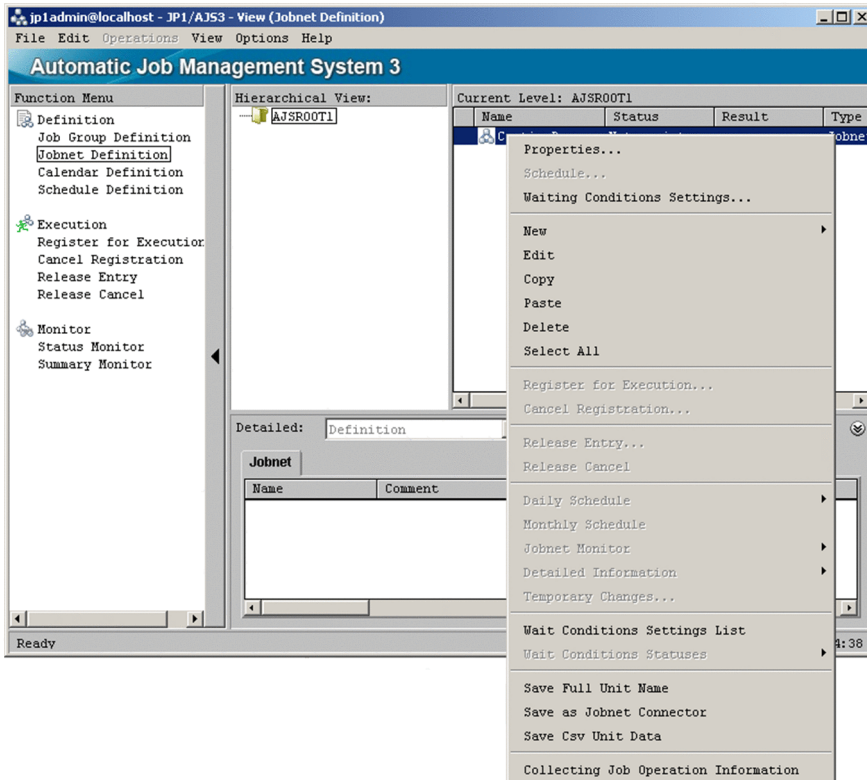 jp1admin@localhost - JP1/AJS3 - View (Jobnet Definition)
File Edit Operations View Options Help
Automatic Job Management System 3
Function Menu
Definition
Job Group Definition
Jobnet Definition
Calendar Definition
Schedule Definition
Execution
Register for Execution
Cancel Registration
Release Entry
Release Cancel
Monitor
Status Monitor
Summary Monitor
Hierarchical View:
AJSROOT1
Current Level: AJSROOT1
Name Status Result Type
Jobne
Detailed: Definition
Jobnet
Name Comment
Ready
4:38
Properties...
Schedule...
Waiting Conditions Settings...
New
Edit
Copy
Paste
Delete
Select All
Register for Execution...
Cancel Registration...
Release Entry...
Release Cancel
Daily Schedule
Monthly Schedule
Jobnet Monitor
Detailed Information
Temporary Changes...
Wait Conditions Settings List
Wait Conditions Statuses
Save Full Unit Name
Save as Jobnet Connector
Save Csv Unit Data
Collecting Job Operation Information